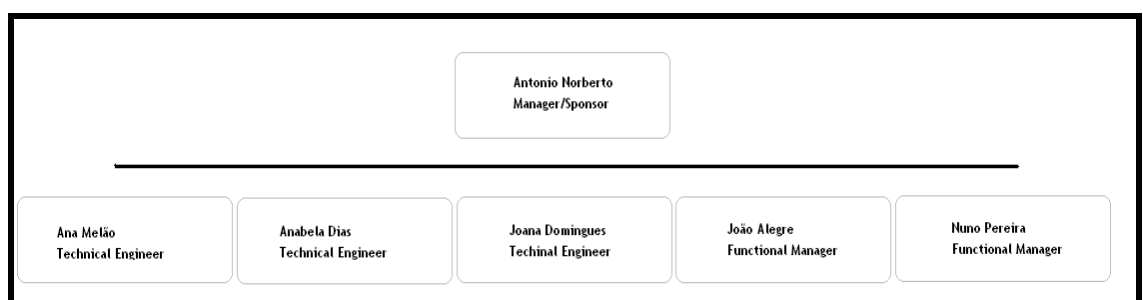 Antonio Norberto
Manager/Sponsor
Ana Melão
Technical Engineer
Anabela Dias
Technical Engineer
Joana Domingues
Techinal Engineer
João Alegre
Functional Manager
Nuno Pereira
Functional Manager